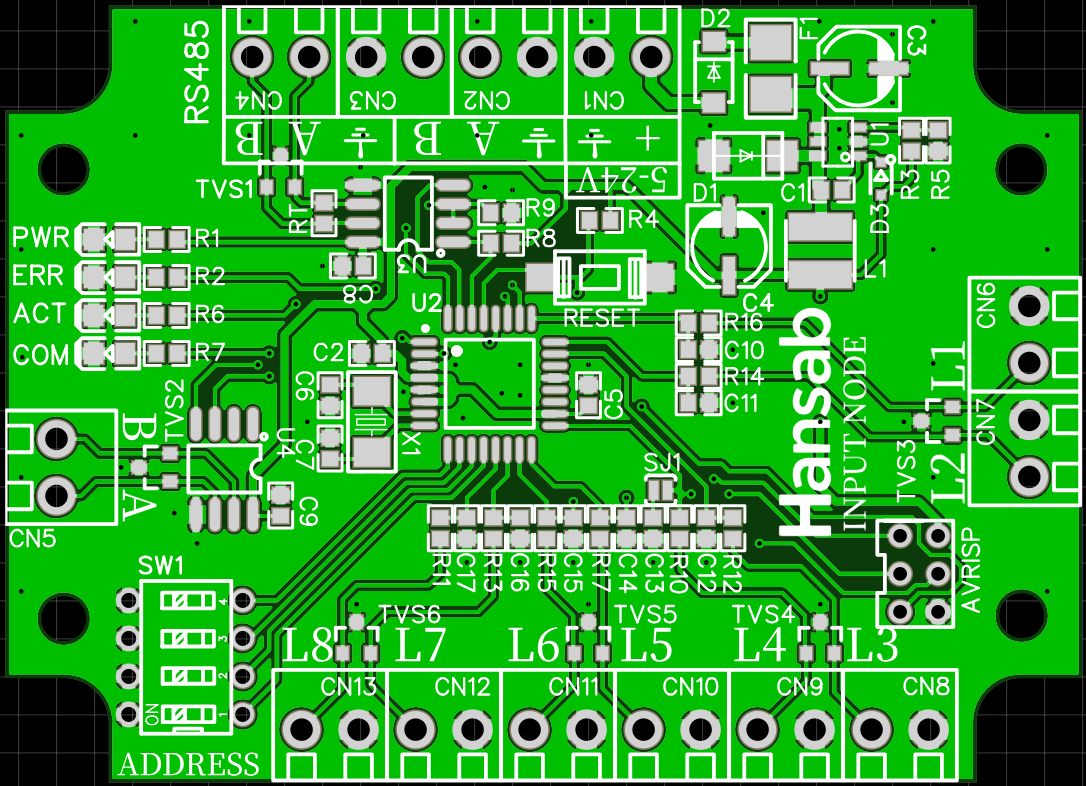 RS485
CN4
CN3
CN2
CN1
B
A
B
A
+
5-24V
D2
F1
C3
U1
R3
R5
D3
D1
C1
L1
C4
TVS1
RT
R9
R8
R4
U3
C8
RESET
PWR
R1
ERR
R2
ACT
R6
COM
R7
U2
C2
C6
C7
X1
C5
R16
C10
R14
C11
Hansab
INPUT NODE
CN6
L1
CN7
L2
TVS3
TVS2
B
A
CN5
U4
C9
SJ1
AVRISP
R11
C17
R13
C16
R15
C15
R17
C14
C13
R10
C12
R12
SW1
4
3
2
1
ON
ADDRESS
TVS6
TVS5
TVS4
L8
L7
L6
L5
L4
L3
CN13
CN12
CN11
CN10
CN9
CN8